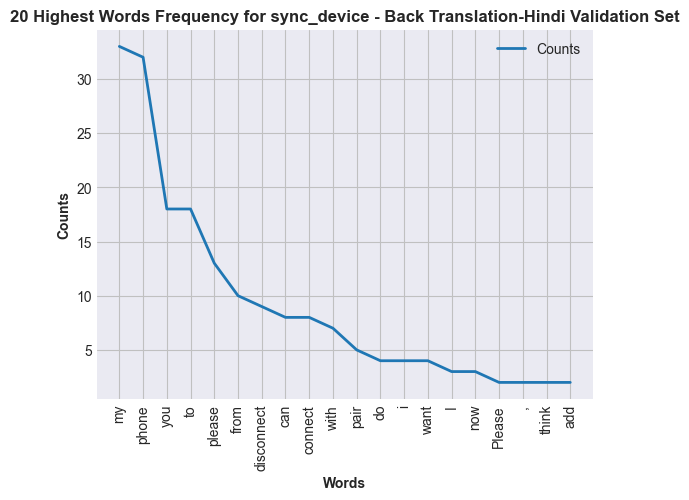 20 Highest Words Frequency for sync_device - Back Translation-Hindi Validation Set
Counts
30
25
20
15
10
5
Counts
my
phone
you
to
please
from
disconnect
can
connect
with
pair
do
i
want
I
now
Please
,
think
add
Words